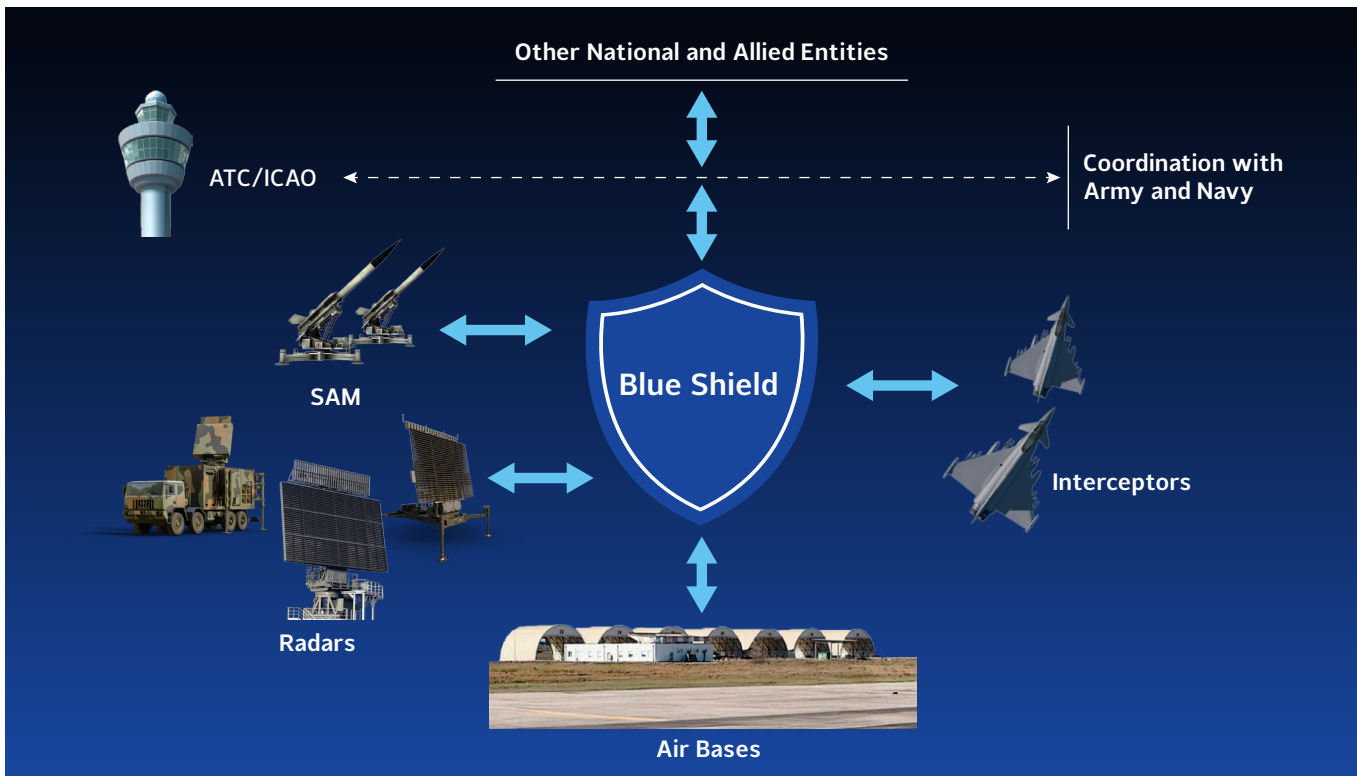 Other National and Allied Entities
ATC/ICAO
Coordination with
Army and Navy
SAM
Blue Shield
Interceptors
Radars
Air Bases